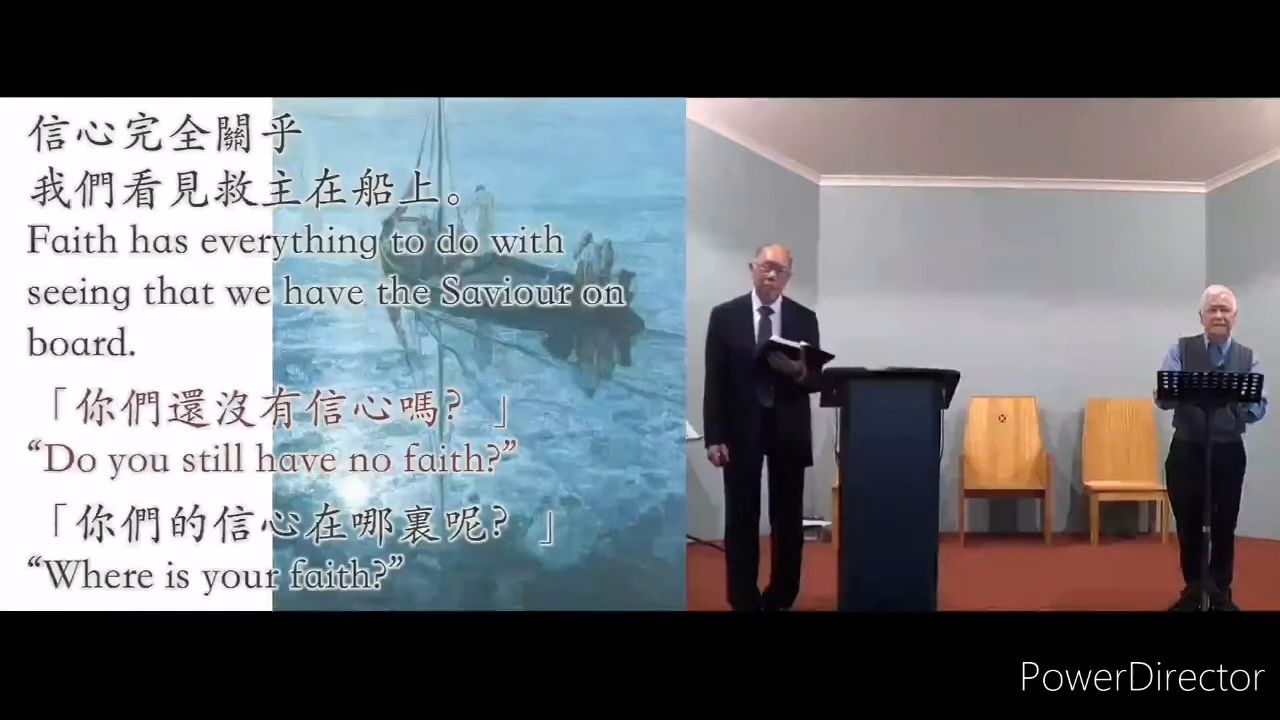 信心完全關乎
我們看見救主在船上。
Faith has everything to do with
seeing that we have the Saviour on
board.
「你們還沒有信心嗎？」
“Do you still have no faith?”
「你們的信心在哪裏呢？」
“Where is your faith?”
PowerDirector